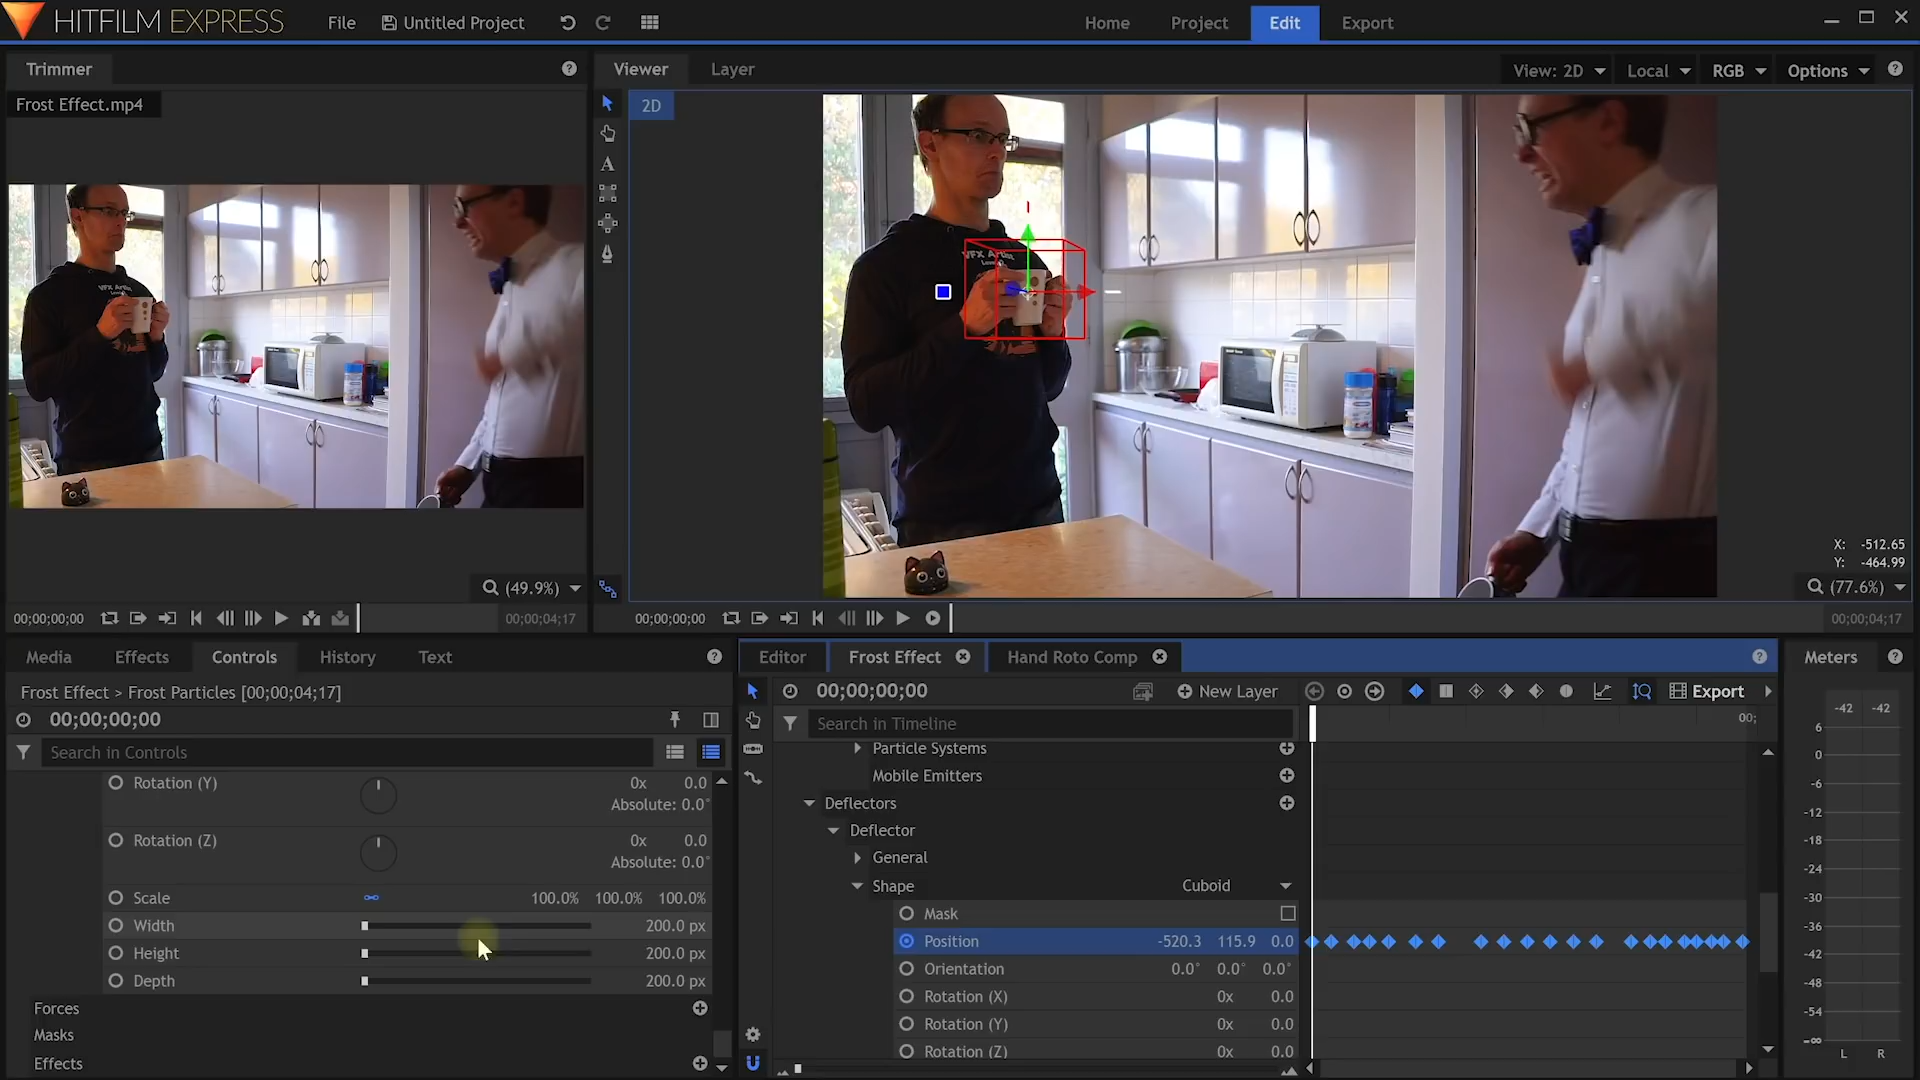 HITFILM EXPRESS
File
Untitled Project
Home
Project
Edit
Export
Trimmer
Viewer
Layer
View: 2D
Local
RGB
Options
Frost Effect.mp4
2D
VFX Artist
X: -512.65
Y: -464.99
(49.9%)
(77.6%)
00;00;00;00
00;00;04;17
00;00;00;00
00;00;04;17
Media
Effects
Controls
History
Text
Editor
Frost Effect
Hand Roto Comp
Meters
Frost Effect > Frost Particles [00;00;04;17]
00;00;00;00
Search in Controls
Rotation (Y)
0x
0.0
Absolute: 0.0°
Rotation (Z)
0x
0.0
Absolute: 0.0°
Scale
100.0% 100.0% 100.0%
Width
200.0 px
Height
200.0 px
Depth
200.0 px
Forces
Masks
Effects
00;00;00;00
New Layer
Export
Search in Timeline
00;
Particle Systems
Mobile Emitters
Deflectors
Deflector
General
Shape
Cuboid
Mask
Position
-520.3 115.9 0.0
Orientation
0.0° 0.0° 0.0°
Rotation (X)
0x 0.0
Rotation (Y)
0x 0.0
Rotation (Z)
0x 0.0
-42 -42
6
0
-6
-12
-18
-24
-30
-36
-42
-48
-54
-∞
L R